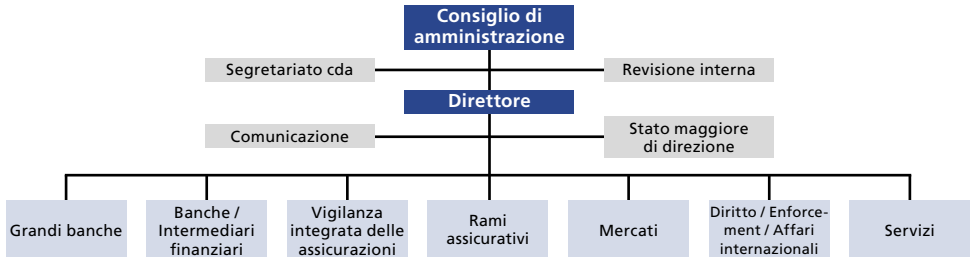 Consiglio di
amministrazione
Segretariato cda
Revisione interna
Direttore
Comunicazione
Stato maggiore
di direzione
Grandi banche
Banche /
Intermediari
finanziari
Vigilanza
integrata delle
assicurazioni
Rami
assicurativi
Mercati
Diritto / Enforce-
ment / Affari
internazionali
Servizi